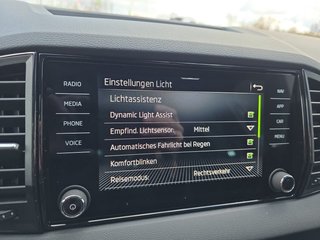 Einstellungen Licht
RADIO
MEDIA
PHONE
VOICE
Lichtassistenz
Dynamic Light Assist
Empfind. Lichtsensor: Mittel
Automatisches Fahrlicht bei Regen
Komfortblinken
Reisemodus: Rechtsverkehr
NAV
APP
CAR
MENU